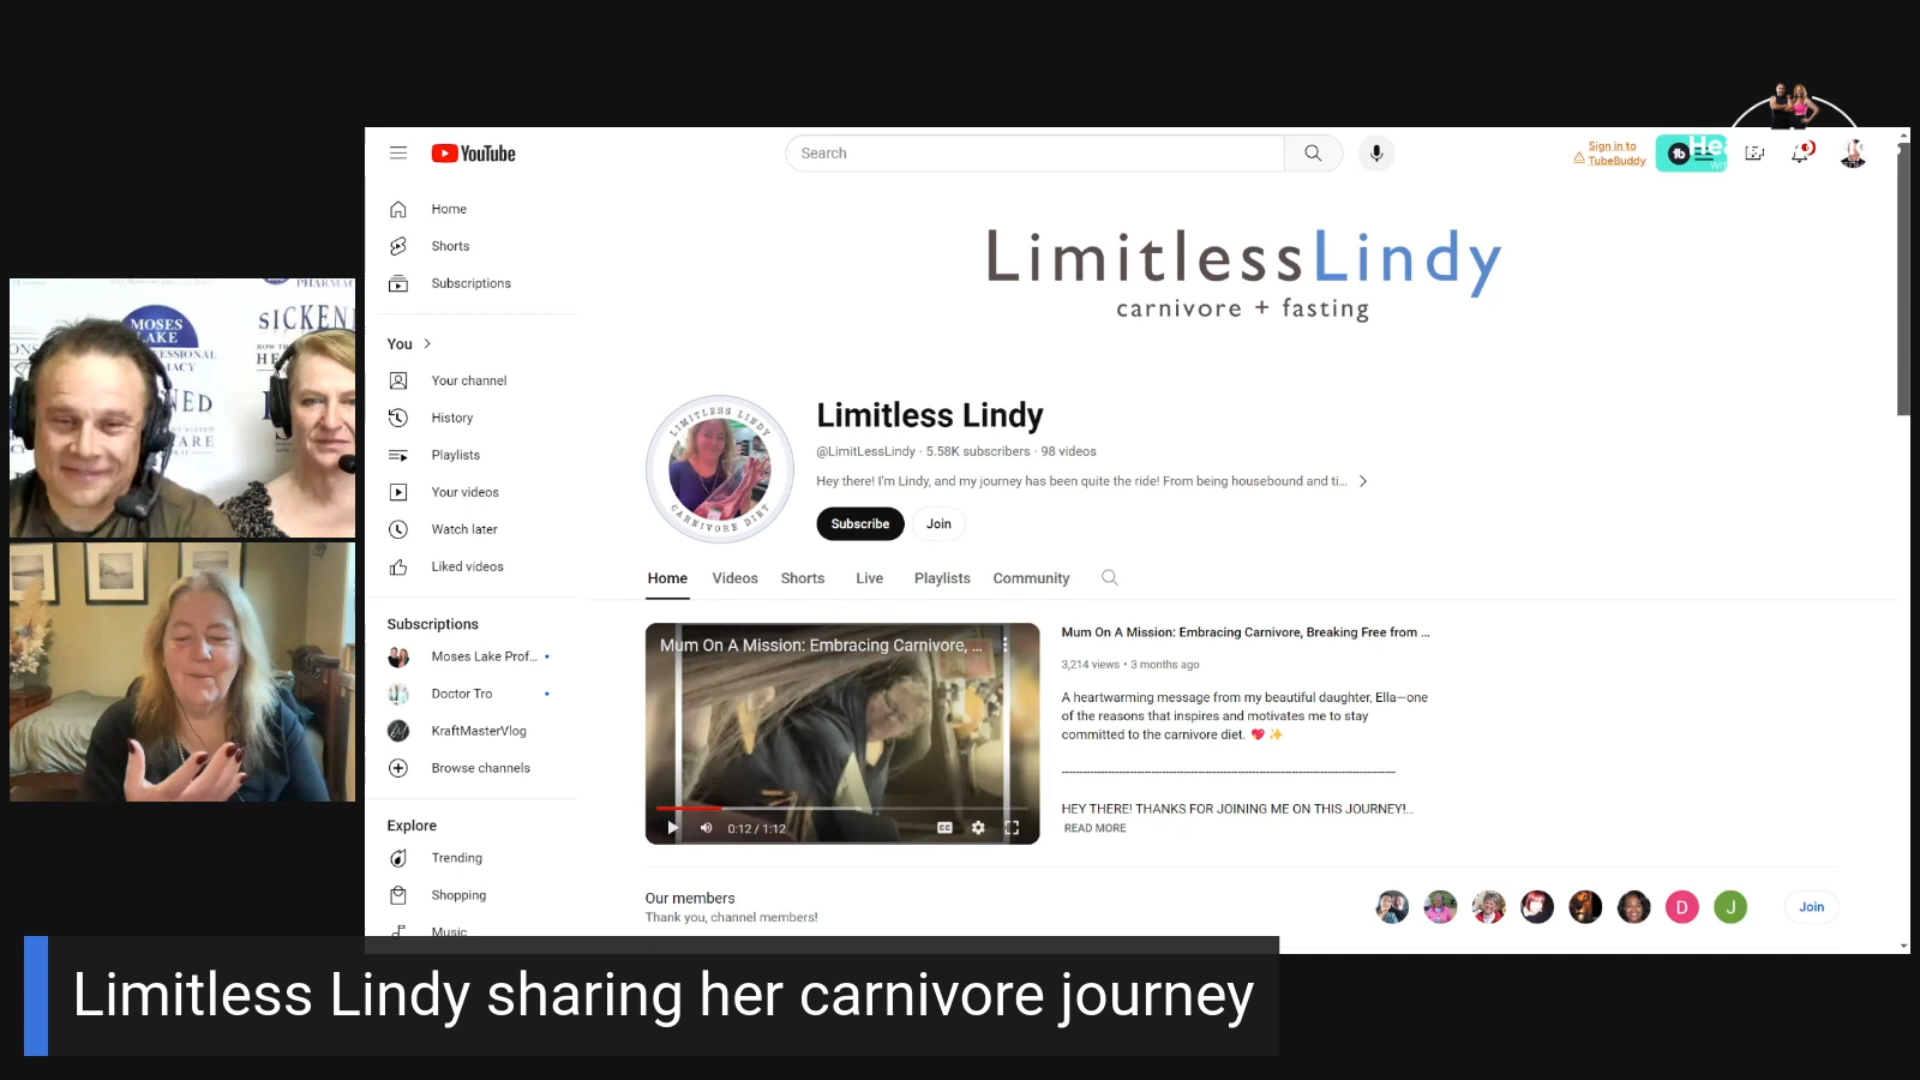 YouTube
Search
Sign in to
TubeBuddy
Home
Shorts
Subscriptions
You
Your channel
History
Playlists
Your videos
Watch later
Liked videos
Subscriptions
Moses Lake Prof...
Doctor Tro
KraftMasterVlog
Browse channels
Explore
Trending
Shopping
Music
LimitlessLindy
carnivore + fasting
LIMITLESS LINDY
CARNIVORE DIET
Limitless Lindy
@LimitLessLindy · 5.58K subscribers · 98 videos
Hey there! I'm Lindy, and my journey has been quite the ride! From being housebound and ti...
Subscribe
Join
Home
Videos
Shorts
Live
Playlists
Community
Mum On A Mission: Embracing Carnivore, ...
0:12 / 1:12
CC
Mum On A Mission: Embracing Carnivore, Breaking Free from ...
3,214 views • 3 months ago
A heartwarming message from my beautiful daughter, Ella—one
of the reasons that inspires and motivates me to stay
committed to the carnivore diet. 💖 ✨
HEY THERE! THANKS FOR JOINING ME ON THIS JOURNEY!...
READ MORE
Our members
Thank you, channel members!
D
J
Join
PHARMAC
MOSES
LAKE
SICKEN
Limitless Lindy sharing her carnivore journey